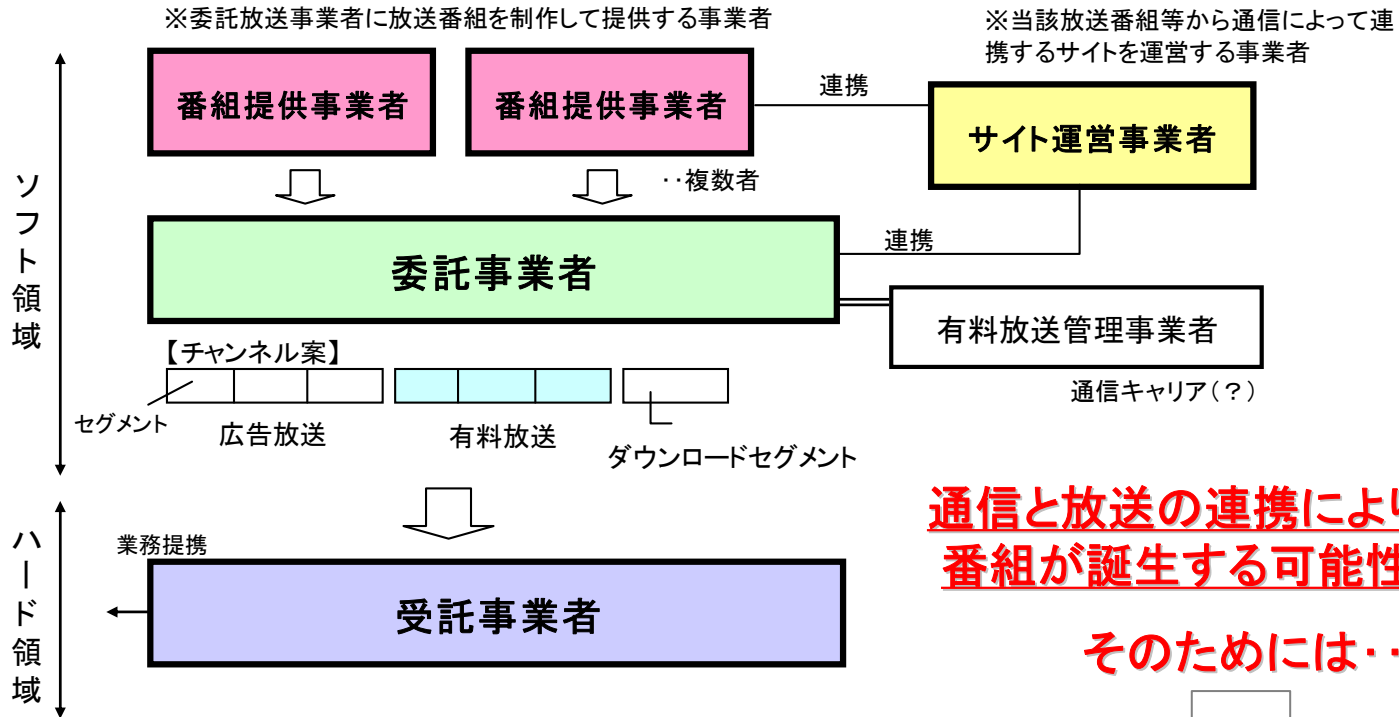 ※委託放送事業者に放送番組を制作して提供する事業者
※当該放送番組等から通信によって連
携するサイトを運営する事業者
番組提供事業者
番組提供事業者
連携
サイト運営事業者
‥複数者
ソフト領域
委託事業者
連携
有料放送管理事業者
通信キャリア(?)
【チャンネル案】
セグメント
広告放送
有料放送
ダウンロードセグメント
通信と放送の連携により
番組が誕生する可能性
そのためには‥
ハード領域
業務提携
受託事業者